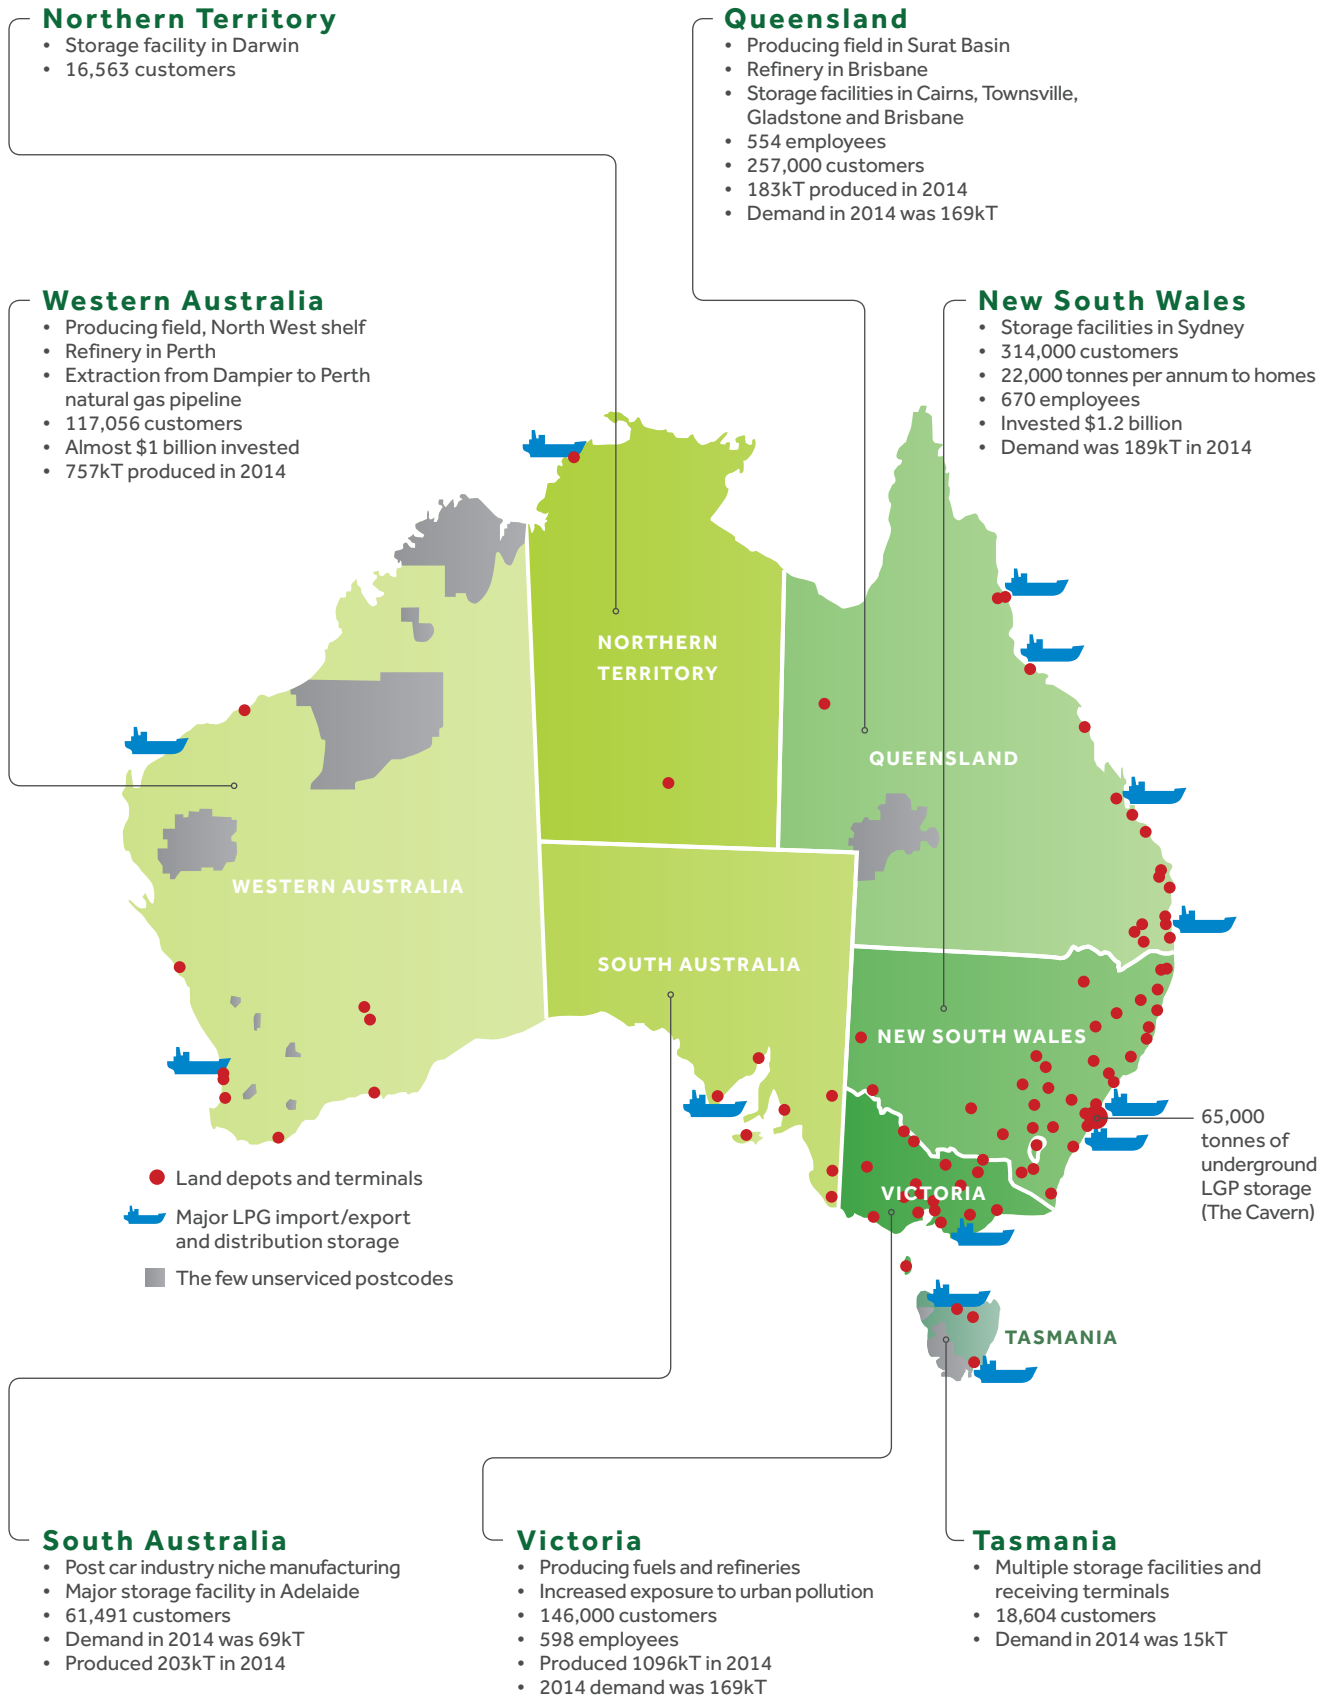 Northern Territory
• Storage facility in Darwin
• 16,563 customers
Queensland
• Producing field in Surat Basin
• Refinery in Brisbane
• Storage facilities in Cairns, Townsville,
Gladstone and Brisbane
• 554 employees
• 257,000 customers
• 183kT produced in 2014
• Demand in 2014 was 169kT
Western Australia
• Producing field, North West shelf
• Refinery in Perth
• Extraction from Dampier to Perth
natural gas pipeline
• 117,056 customers
• Almost $1 billion invested
• 757kT produced in 2014
New South Wales
• Storage facilities in Sydney
• 314,000 customers
• 22,000 tonnes per annum to homes
• 670 employees
• Invested $1.2 billion
• Demand was 189kT in 2014
NORTHERN
TERRITORY
QUEENSLAND
WESTERN AUSTRALIA
SOUTH AUSTRALIA
NEW SOUTH WALES
VICTORIA
TASMANIA
65,000
tonnes of
underground
LGP storage
(The Cavern)
Land depots and terminals
Major LPG import/export
and distribution storage
The few unserviced postcodes
South Australia
• Post car industry niche manufacturing
• Major storage facility in Adelaide
• 61,491 customers
• Demand in 2014 was 69kT
• Produced 203kT in 2014
Victoria
• Producing fuels and refineries
• Increased exposure to urban pollution
• 146,000 customers
• 598 employees
• Produced 1096kT in 2014
• 2014 demand was 169kT
Tasmania
• Multiple storage facilities and
receiving terminals
• 18,604 customers
• Demand in 2014 was 15kT